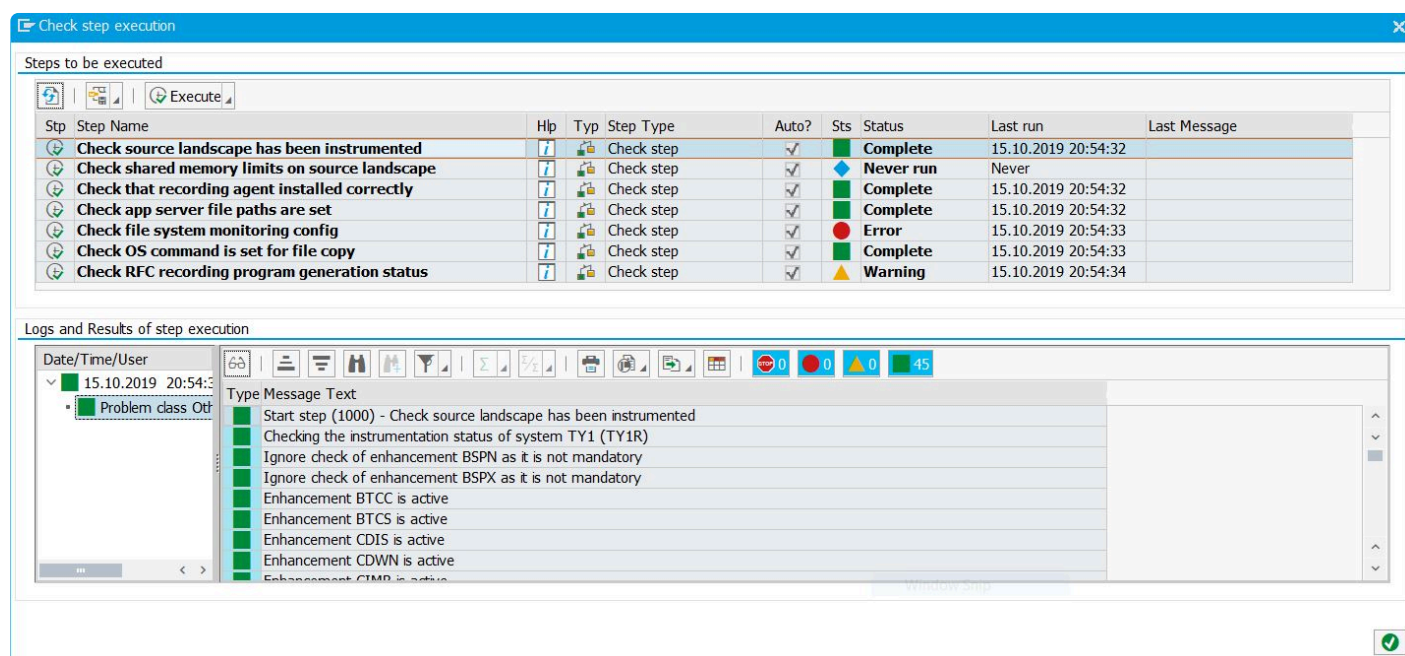 Check step execution
Steps to be executed
Execute
Stp Step Name Hlp Typ Step Type Auto? Sts Status Last run Last Message
Check source landscape has been instrumented i Check step Complete 15.10.2019 20:54:32
Check shared memory limits on source landscape i Check step Never run Never
Check that recording agent installed correctly i Check step Complete 15.10.2019 20:54:32
Check app server file paths are set i Check step Complete 15.10.2019 20:54:32
Check file system monitoring config i Check step Error 15.10.2019 20:54:33
Check OS command is set for file copy i Check step Complete 15.10.2019 20:54:33
Check RFC recording program generation status i Check step Warning 15.10.2019 20:54:34
Logs and Results of step execution
Date/Time/User
STOP 0 0 0 45
15.10.2019 20:54:3
Problem class Oth
Type Message Text
Start step (1000) - Check source landscape has been instrumented
Checking the instrumentation status of system TY1 (TY1R)
Ignore check of enhancement BSPN as it is not mandatory
Ignore check of enhancement BSPX as it is not mandatory
Enhancement BTCC is active
Enhancement BTCS is active
Enhancement CDIS is active
Enhancement CDWN is active
Enhancement CIMP is active
Window Snip